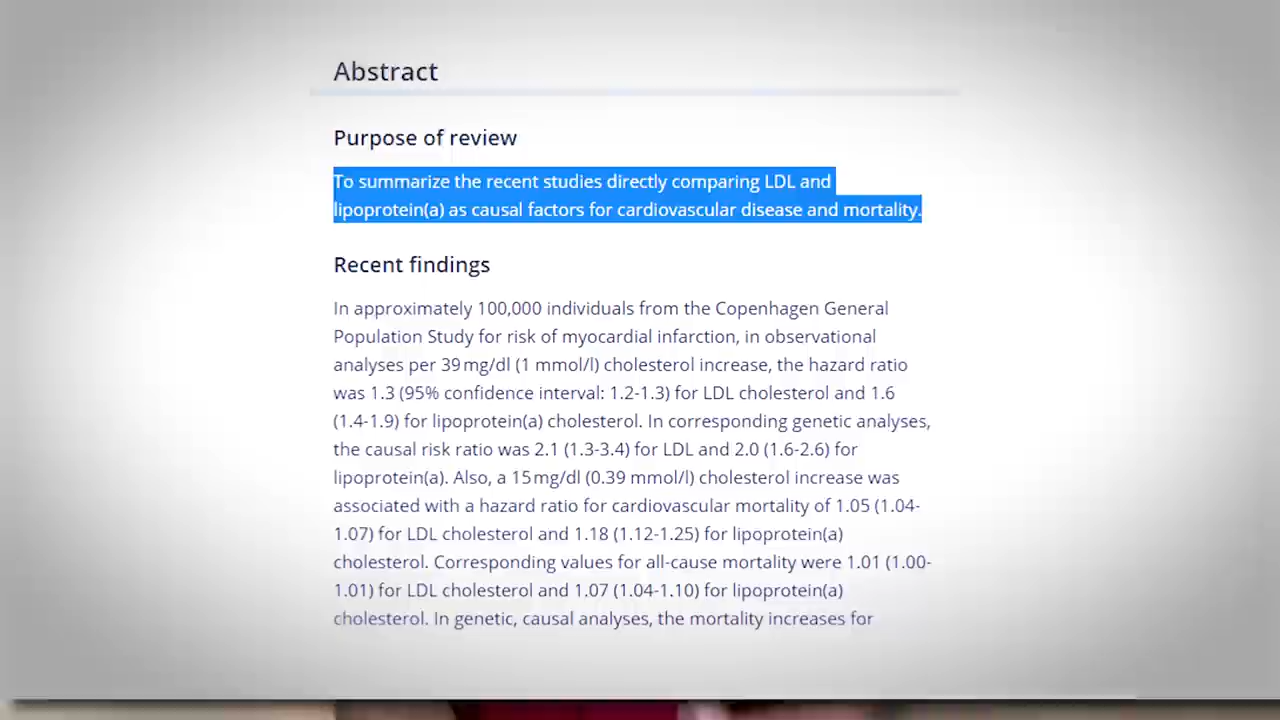 Abstract
Purpose of review
To summarize the recent studies directly comparing LDL and
lipoprotein(a) as causal factors for cardiovascular disease and mortality.
Recent findings
In approximately 100,000 individuals from the Copenhagen General
Population Study for risk of myocardial infarction, in observational
analyses per 39 mg/dl (1 mmol/l) cholesterol increase, the hazard ratio
was 1.3 (95% confidence interval: 1.2-1.3) for LDL cholesterol and 1.6
(1.4-1.9) for lipoprotein(a) cholesterol. In corresponding genetic analyses,
the causal risk ratio was 2.1 (1.3-3.4) for LDL and 2.0 (1.6-2.6) for
lipoprotein(a). Also, a 15 mg/dl (0.39 mmol/l) cholesterol increase was
associated with a hazard ratio for cardiovascular mortality of 1.05 (1.04-
1.07) for LDL cholesterol and 1.18 (1.12-1.25) for lipoprotein(a)
cholesterol. Corresponding values for all-cause mortality were 1.01 (1.00-
1.01) for LDL cholesterol and 1.07 (1.04-1.10) for lipoprotein(a)
cholesterol. In genetic, causal analyses, the mortality increases for